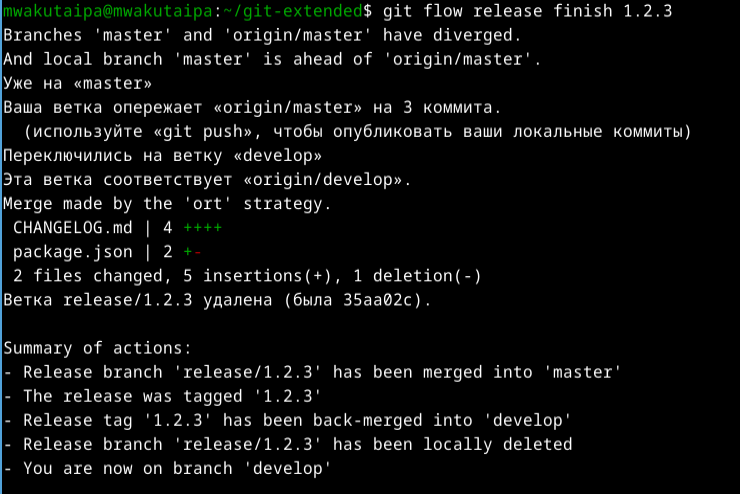 mwakutaipa@mwakutaipa:~/git-extended$ git flow release finish 1.2.3
Branches 'master' and 'origin/master' have diverged.
And local branch 'master' is ahead of 'origin/master'.
Уже на «master»
Ваша ветка опережает «origin/master» на 3 коммита.
  (используйте «git push», чтобы опубликовать ваши локальные коммиты)
Переключились на ветку «develop»
Эта ветка соответствует «origin/develop».
Merge made by the 'ort' strategy.
 CHANGELOG.md | 4 ++++
 package.json | 2 +-
 2 files changed, 5 insertions(+), 1 deletion(-)
Ветка release/1.2.3 удалена (была 35aa02c).

Summary of actions:
- Release branch 'release/1.2.3' has been merged into 'master'
- The release was tagged '1.2.3'
- Release tag '1.2.3' has been back-merged into 'develop'
- Release branch 'release/1.2.3' has been locally deleted
- You are now on branch 'develop'